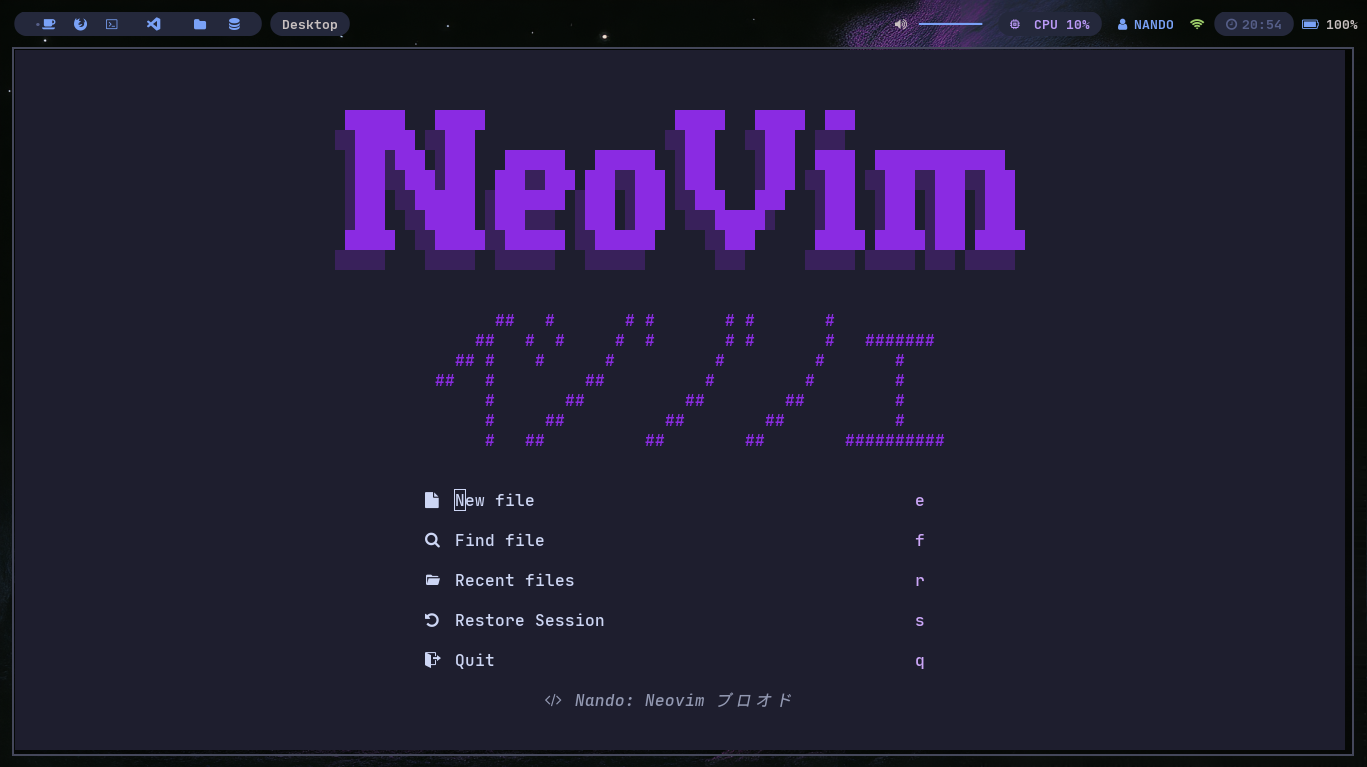 Desktop
CPU 10%
NANDO
20:54
100%
NeoVim
New file e
Find file f
Recent files r
Restore Session s
Quit q
</> Nando: Neovim ブロオド